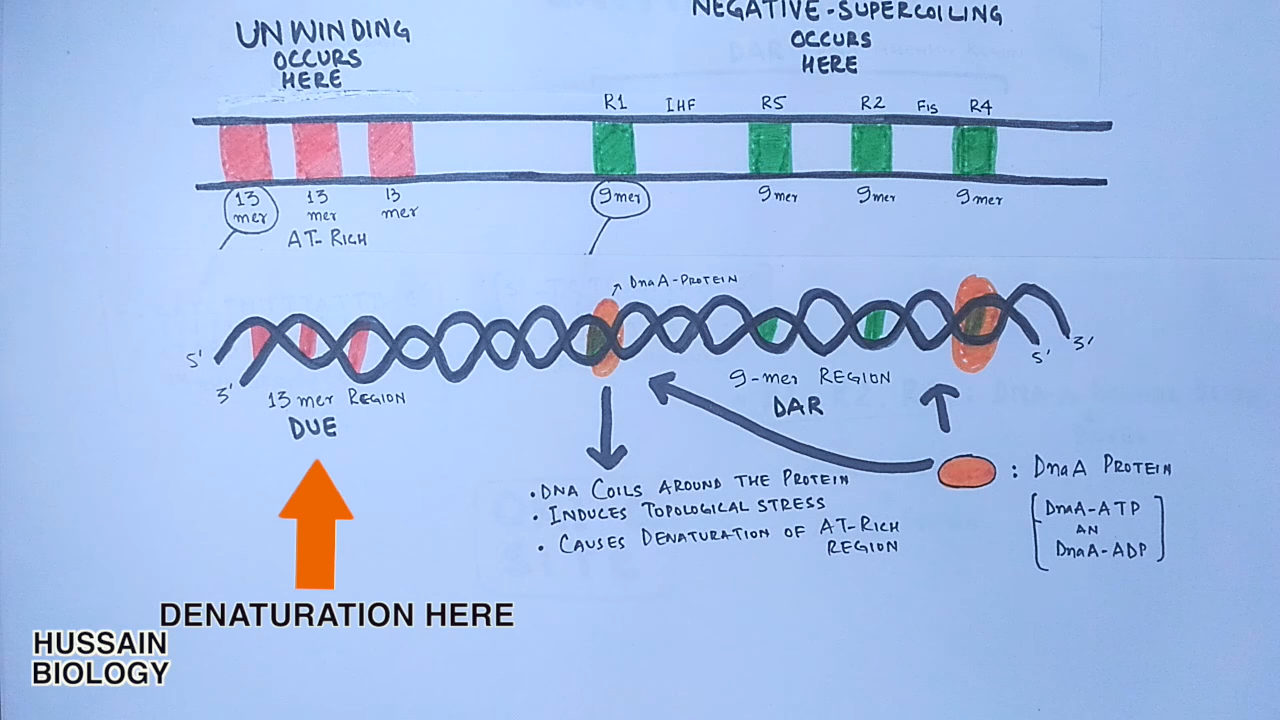 UNWINDING
OCCURS
HERE
NEGATIVE-SUPERCOILING
OCCURS
HERE
R1 IHF R5 R2 Fis R4
13 mer
13 mer
13 mer
AT-RICH
9mer
9mer
9mer
9mer
DnaA-PROTEIN
5'
3'
5'
3'
13 mer REGION
DUE
9-mer REGION
DAR
• DNA COILS AROUND THE PROTEIN
• INDUCES TOPOLOGICAL STRESS
• CAUSES DENATURATION OF AT-RICH
REGION
: DnaA PROTEIN
DnaA-ATP
AN
DnaA-ADP
DENATURATION HERE
HUSSAIN
BIOLOGY